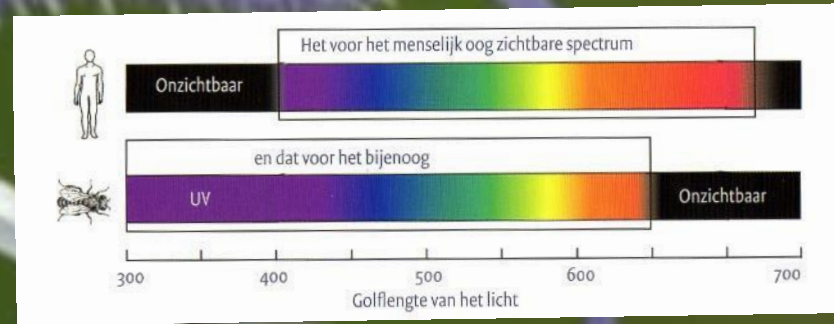 Het voor het menselijk oog zichtbare spectrum
Onzichtbaar
en dat voor het bijenoog
UV
Onzichtbaar
300 400 500 600 700
Golflengte van het licht